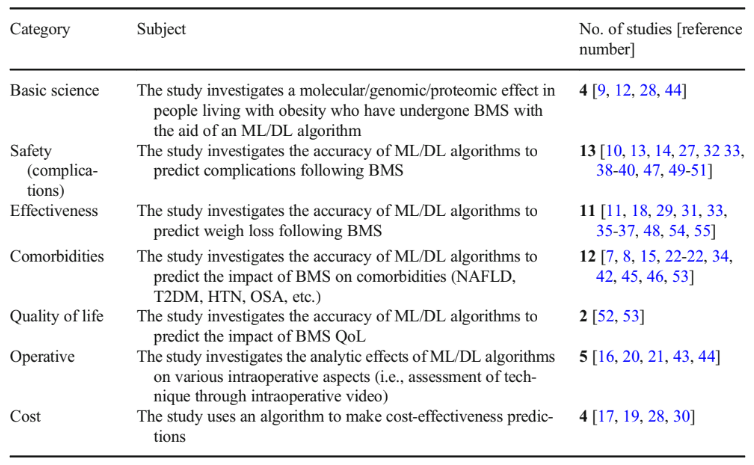 Category Subject No. of studies [reference
number]
Basic science The study investigates a molecular/genomic/proteomic effect in 4 [9, 12, 28, 44]
people living with obesity who have undergone BMS with
the aid of an ML/DL algorithm
Safety The study investigates the accuracy of ML/DL algorithms to 13 [10, 13, 14, 27, 32 33,
(complica- predict complications following BMS 38-40, 47, 49-51]
tions)
Effectiveness The study investigates the accuracy of ML/DL algorithms to 11 [11, 18, 29, 31, 33,
predict weigh loss following BMS 35-37, 48, 54, 55]
Comorbidities The study investigates the accuracy of ML/DL algorithms to 12 [7, 8, 15, 22-22, 34,
predict the impact of BMS on comorbidities (NAFLD, 42, 45, 46, 53]
T2DM, HTN, OSA, etc.)
Quality of life The study investigates the accuracy of ML/DL algorithms to 2 [52, 53]
predict the impact of BMS QoL
Operative The study investigates the analytic effects of ML/DL algorithms 5 [16, 20, 21, 43, 44]
on various intraoperative aspects (i.e., assessment of tech-
nique through intraoperative video)
Cost The study uses an algorithm to make cost-effectiveness predic- 4 [17, 19, 28, 30]
tions